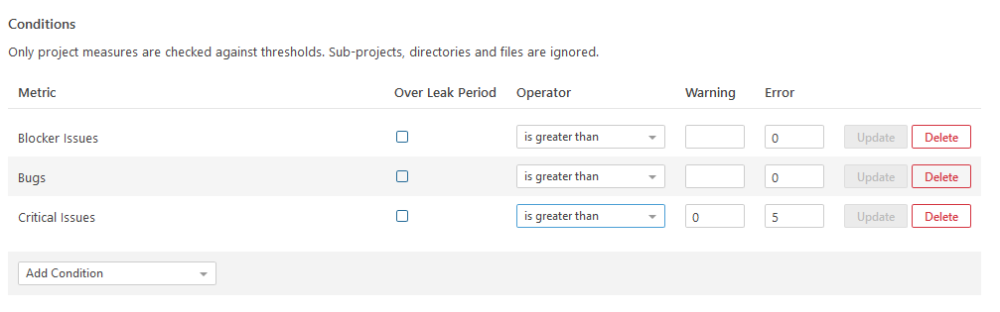 Conditions
Only project measures are checked against thresholds. Sub-projects, directories and files are ignored.
Metric Over Leak Period Operator Warning Error
Blocker Issues is greater than 0 Update Delete
Bugs is greater than 0 Update Delete
Critical Issues is greater than 0 5 Update Delete
Add Condition